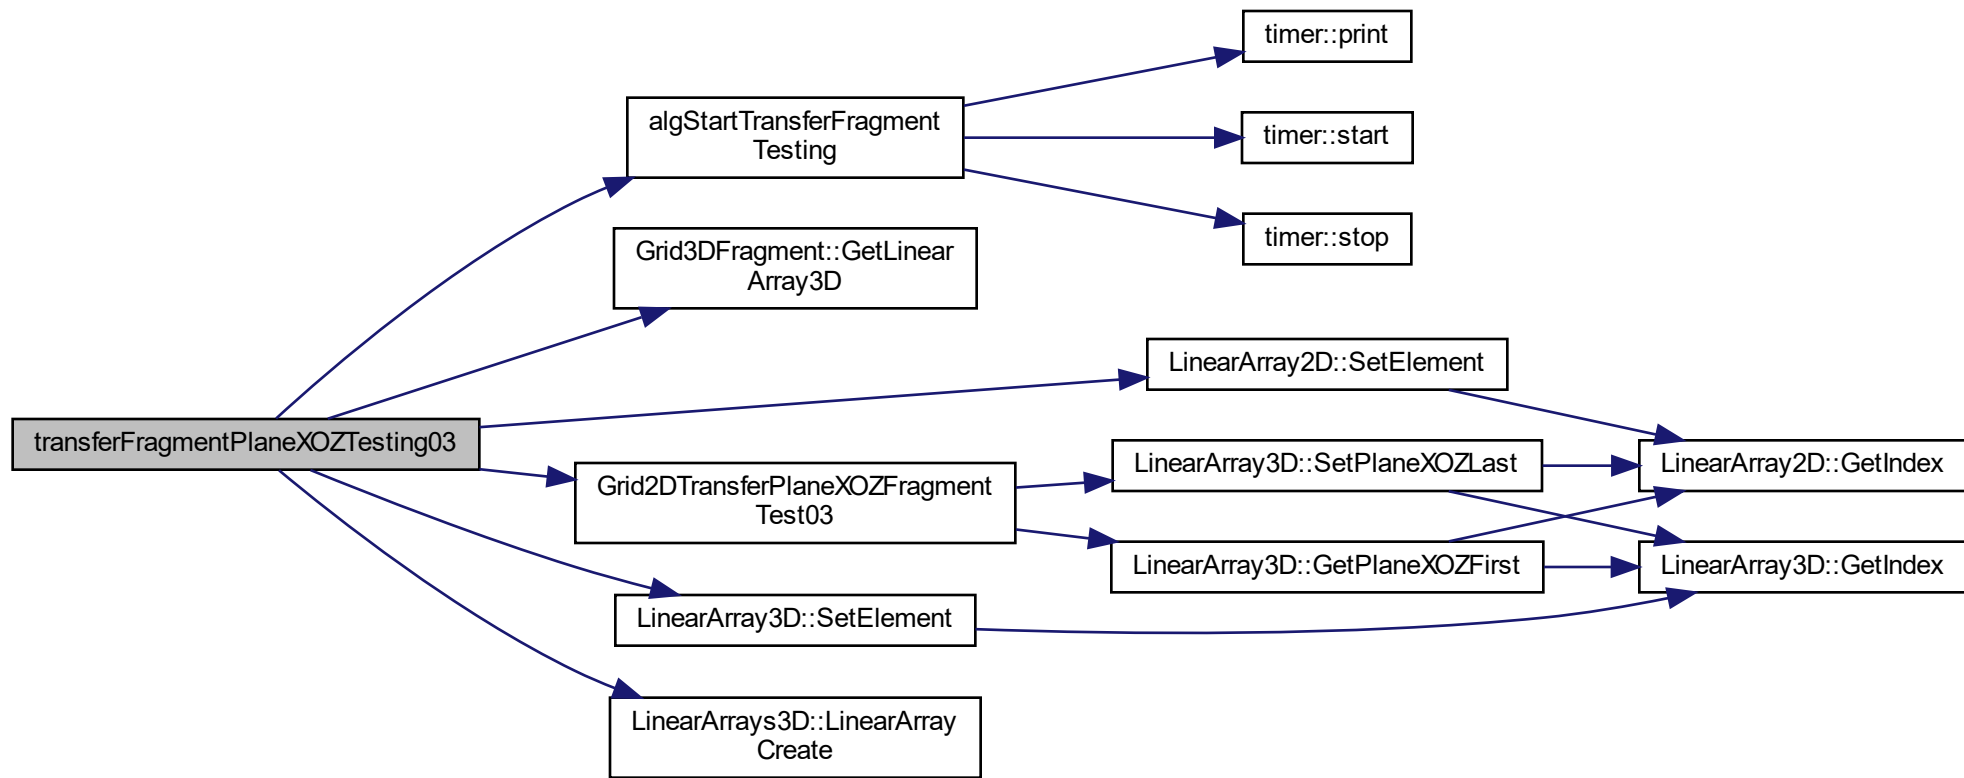 timer::print
algStartTransferFragment
Testing
timer::start
timer::stop
Grid3DFragment::GetLinear
Array3D
LinearArray2D::SetElement
transferFragmentPlaneXOZTesting03
Grid2DTransferPlaneXOZFragment
Test03
LinearArray3D::SetPlaneXOZLast
LinearArray2D::GetIndex
LinearArray3D::GetPlaneXOZFirst
LinearArray3D::GetIndex
LinearArray3D::SetElement
LinearArrays3D::LinearArray
Create